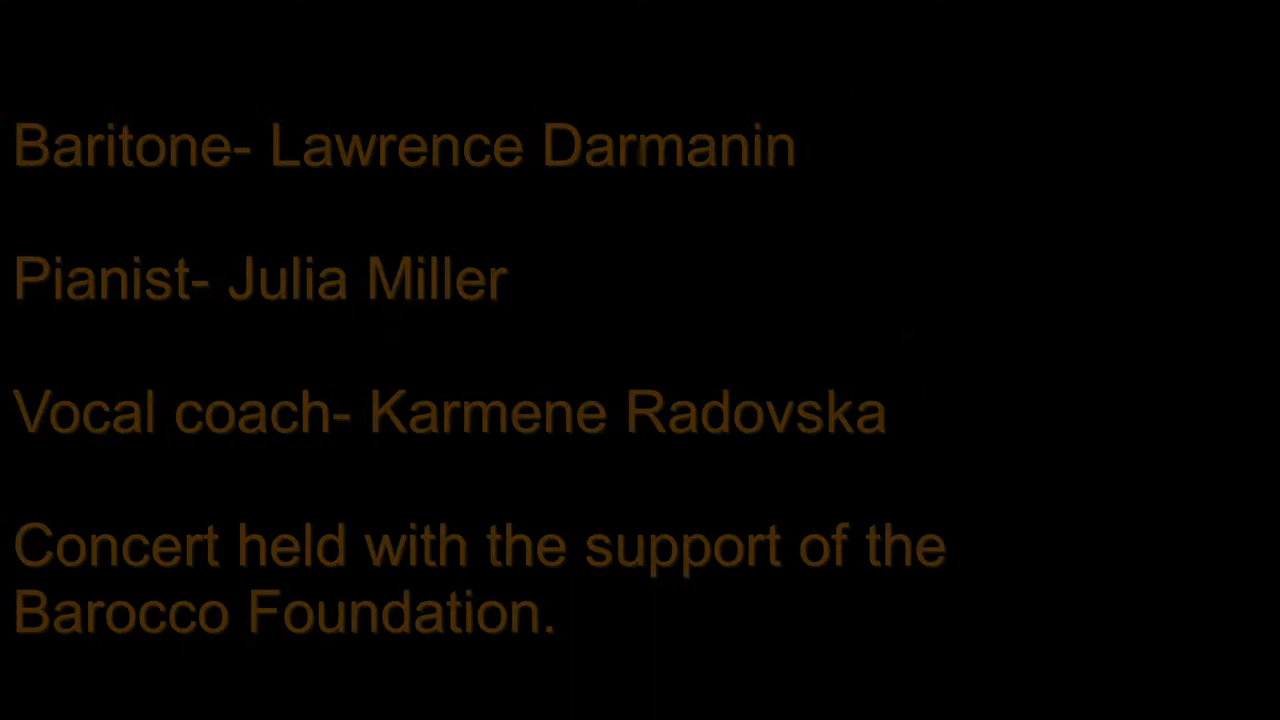 Baritone- Lawrence Darmanin
Pianist- Julia Miller
Vocal coach- Karmene Radovska
Concert held with the support of the
Barocco Foundation.